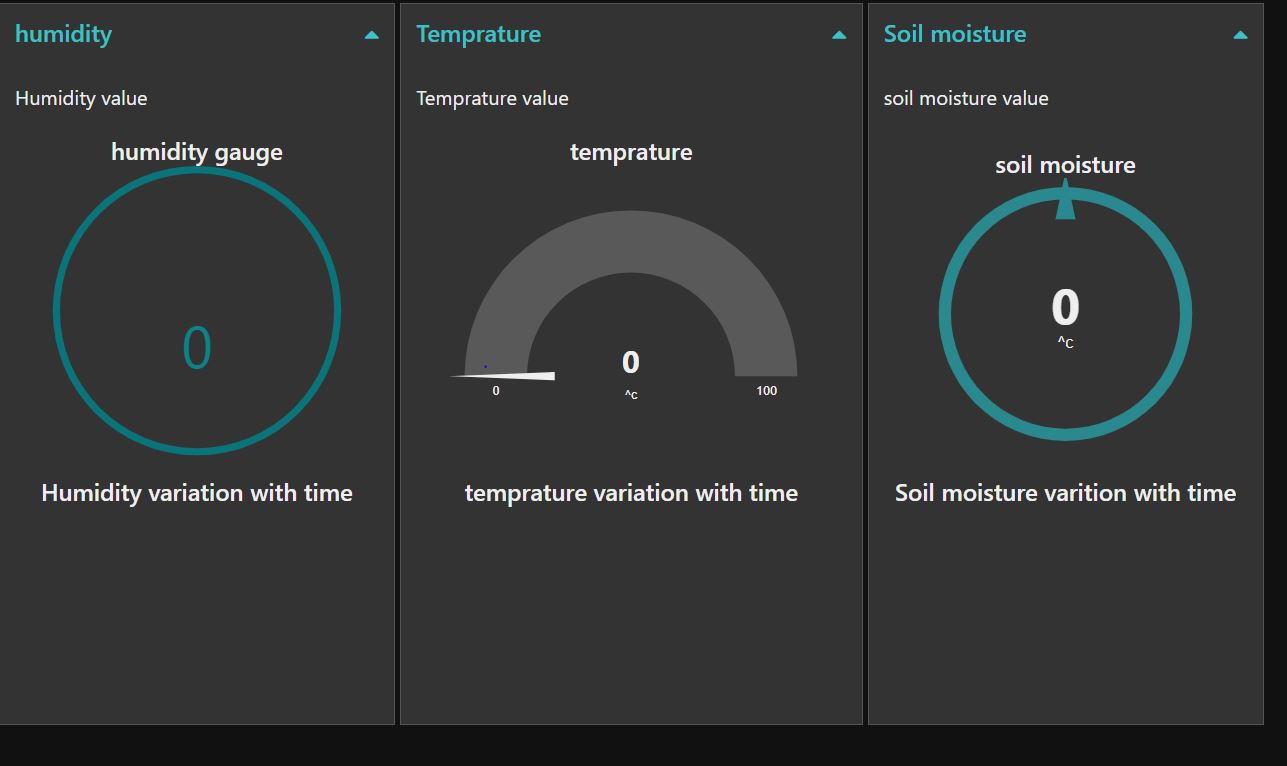 humidity
Humidity value
humidity gauge
0
Humidity variation with time
Temprature
Temprature value
temprature
0
^c
0
100
temprature variation with time
Soil moisture
soil moisture value
soil moisture
0
^c
Soil moisture varition with time